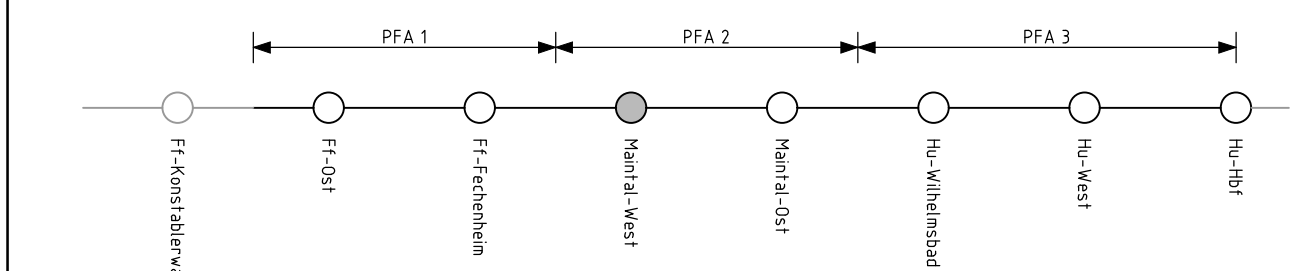 PFA 1
PFA 2
PFA 3
Ff-Ost
Ff-Fechenheim
Maintal-West
Maintal-Ost
Hu-Wilhelmsbad
Hu-West
Hu-Hbf